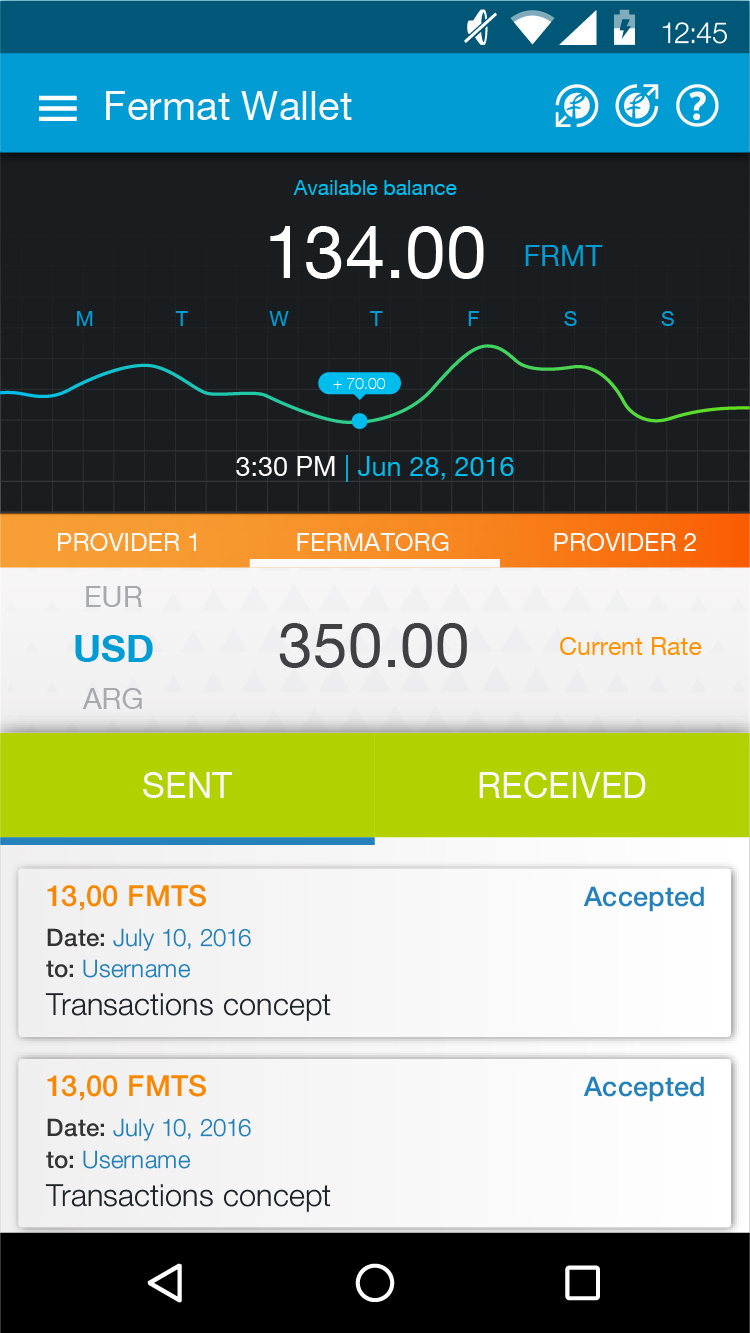 12:45
Fermat Wallet
?
Available balance
134.00 FRMT
M T W T F S S
+ 70.00
3:30 PM | Jun 28, 2016
PROVIDER 1 FERMATORG PROVIDER 2
EUR
USD 350.00 Current Rate
ARG
SENT RECEIVED
13,00 FMTS Accepted
Date: July 10, 2016
to: Username
Transactions concept
13,00 FMTS Accepted
Date: July 10, 2016
to: Username
Transactions concept